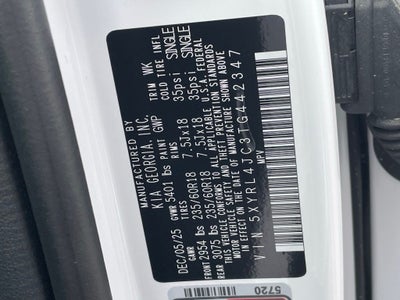 DEC/05/25 KIA GEORGIA, INC. TRIM WK
GVWR 5401 lbs PAINT GWP
GAWR TIRES RIMS COLD TIRE INFL
FRONT 2954 lbs 235/60R18 7.5Jx18 35psi SINGLE
REAR 3075 lbs 235/60R18 7.5Jx18 35psi SINGLE
THIS VEHICLE CONFORMS TO ALL APPLICABLE U.S.A. FEDERAL
MOTOR VEHICLE SAFETY AND THEFT PREVENTION STANDARDS
IN EFFECT ON THE DATE OF MANUFACTURE SHOWN ABOVE
VIN 5XYRL4JC3TG442347
MPV
5720